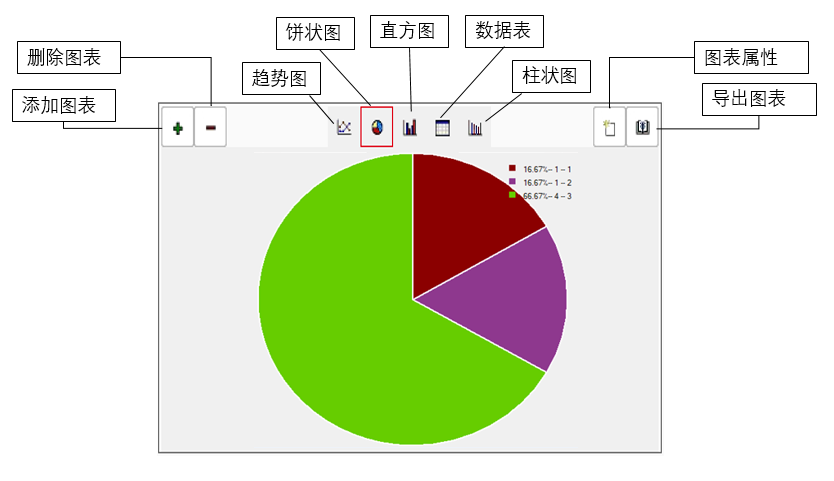 饼状图
直方图
数据表
删除图表
趋势图
柱状图
图表属性
添加图表
导出图表
16.67%-- 1 -- 1
16.67%-- 1 -- 2
66.67%-- 4 -- 3